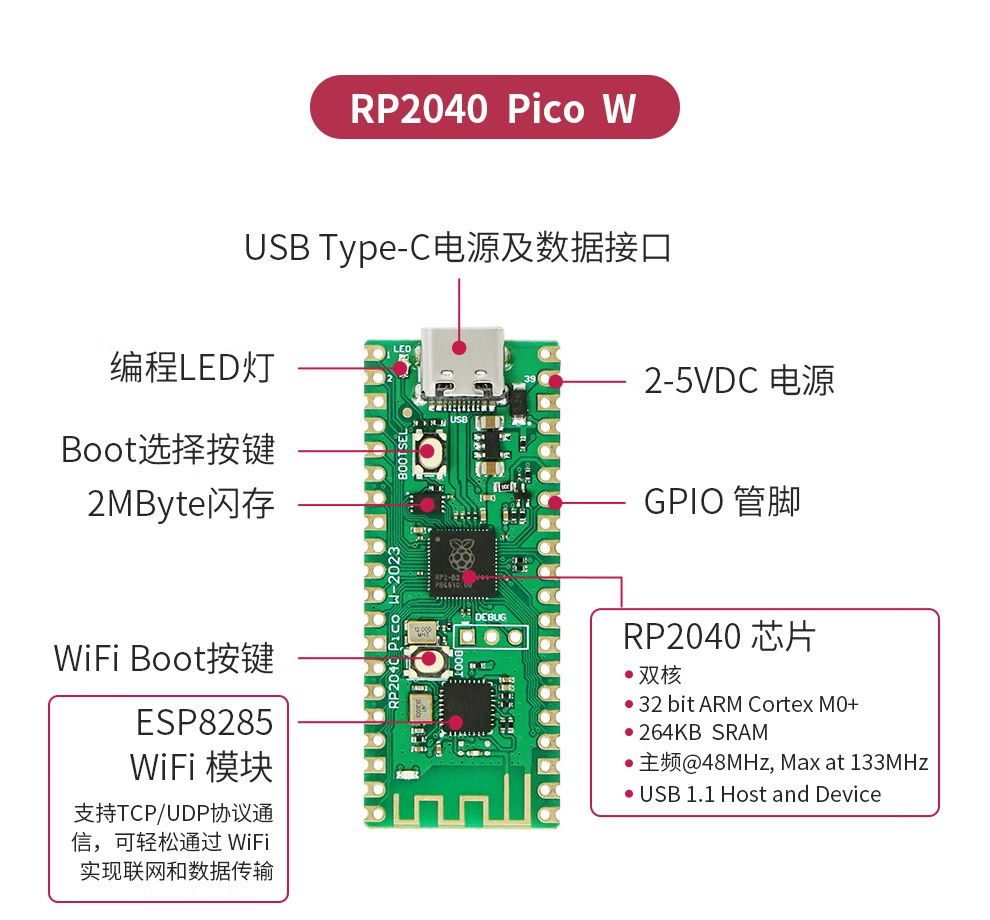 RP2040 Pico W
USB Type-C电源及数据接口
编程LED灯
2-5VDC 电源
Boot选择按键
2MByte闪存
GPIO 管脚
LED
1
2
39
USB
BOOTSEL
RP2040 Pico W-2023
DEBUG
12.000
BOOT
WiFi Boot按键
ESP8285
WiFi 模块
支持TCP/UDP协议通
信，可轻松通过 WiFi
实现联网和数据传输
RP2040 芯片
• 双核
• 32 bit ARM Cortex M0+
• 264KB SRAM
• 主频@48MHz, Max at 133MHz
• USB 1.1 Host and Device